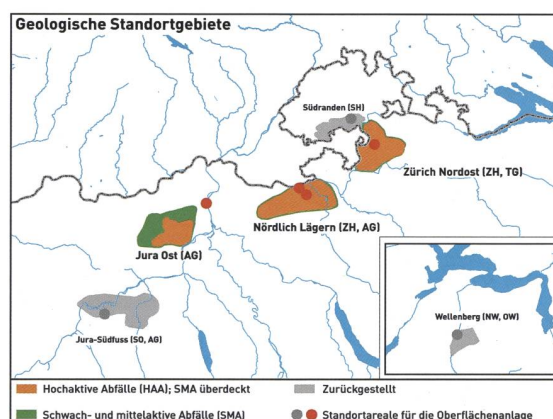 Geologische Standortgebiete
Südranden (SH)
Zürich Nordost (ZH, TG)
Nördlich Lägern (ZH, AG)
Jura Ost (AG)
Jura-Südfuss (SO, AG)
Wellenberg (NW, OW)
Hochaktive Abfälle (HAA); SMA überdeckt
Zurückgestellt
Schwach- und mittelaktive Abfälle (SMA)
Standortareale für die Oberflächenanlage